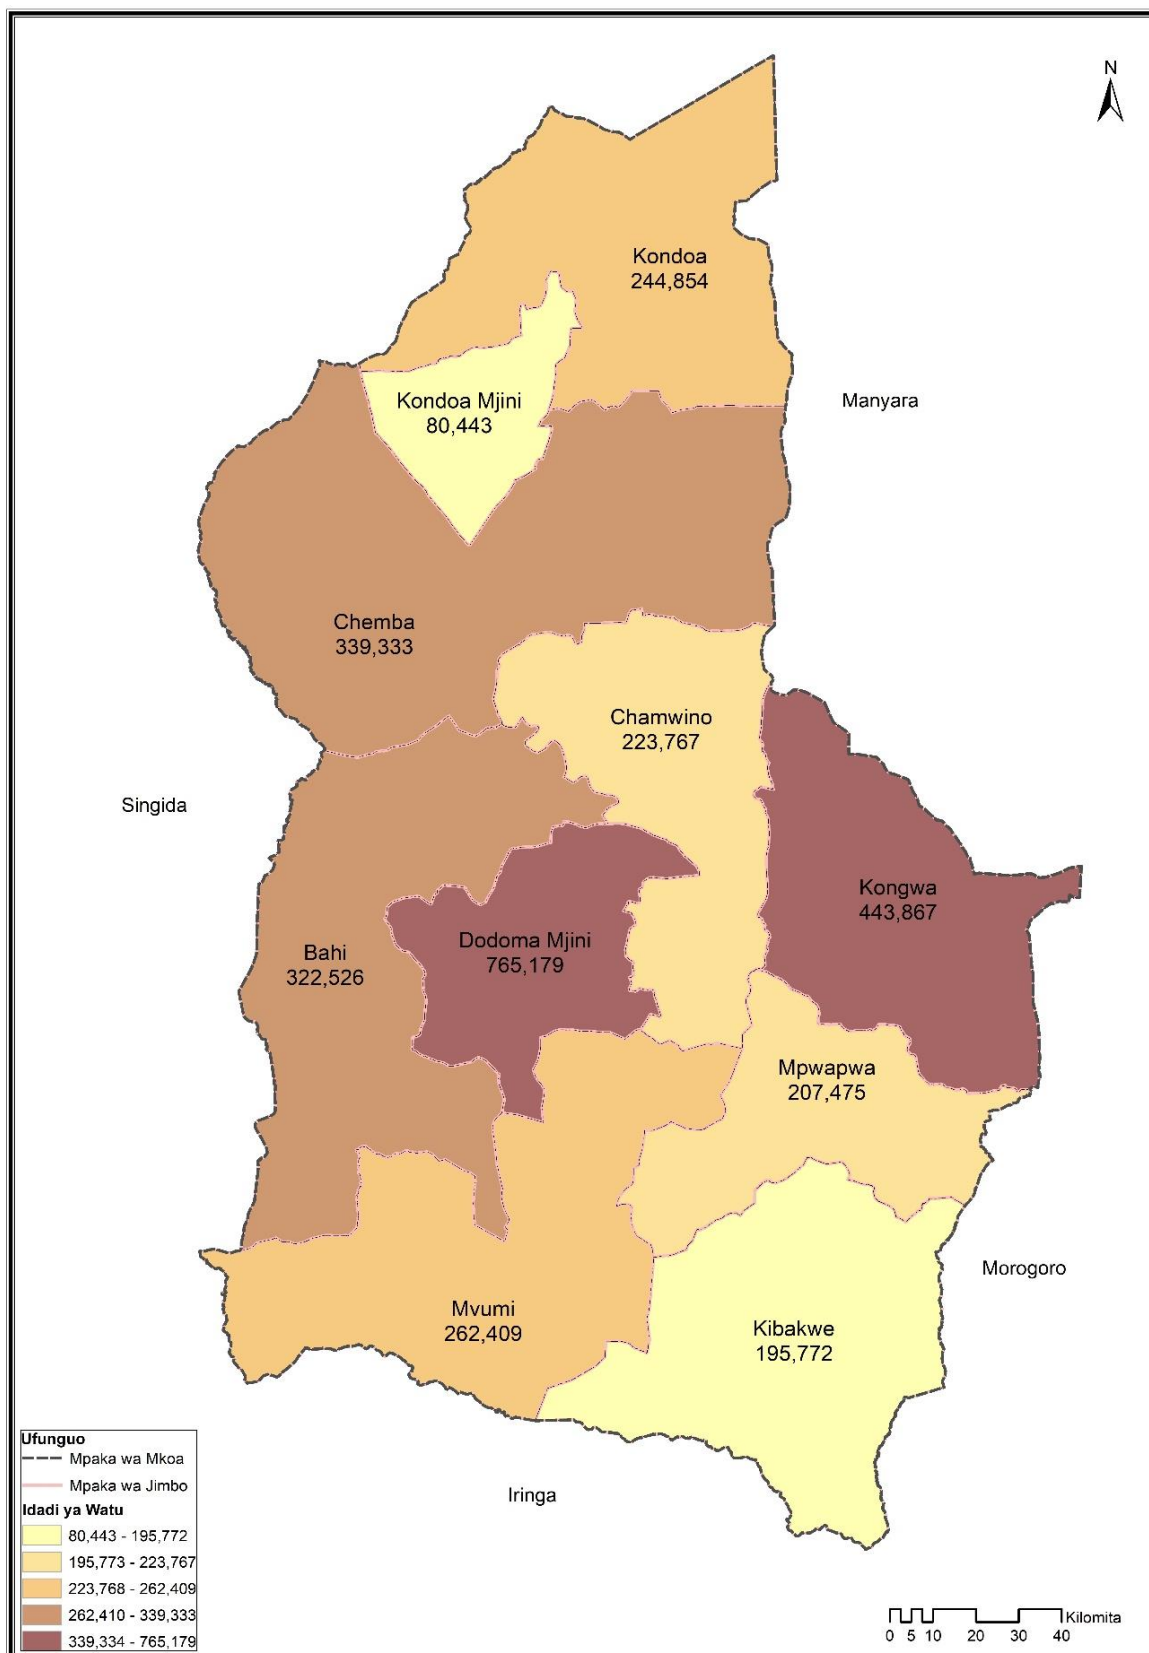 N
Kondoa
244,854
Kondoa Mjini
80,443
Manyara
Chemba
339,333
Chamwino
223,767
Singida
Kongwa
443,867
Dodoma Mjini
765,179
Bahi
322,526
Mpwapwa
207,475
Morogoro
Mvumi
262,409
Kibakwe
195,772
Iringa
Ufunguo
Mpaka wa Mkoa
Mpaka wa Jimbo
Idadi ya Watu
80,443 - 195,772
195,773 - 223,767
223,768 - 262,409
262,410 - 339,333
339,334 - 765,179
Kilomita
0 5 10 20 30 40